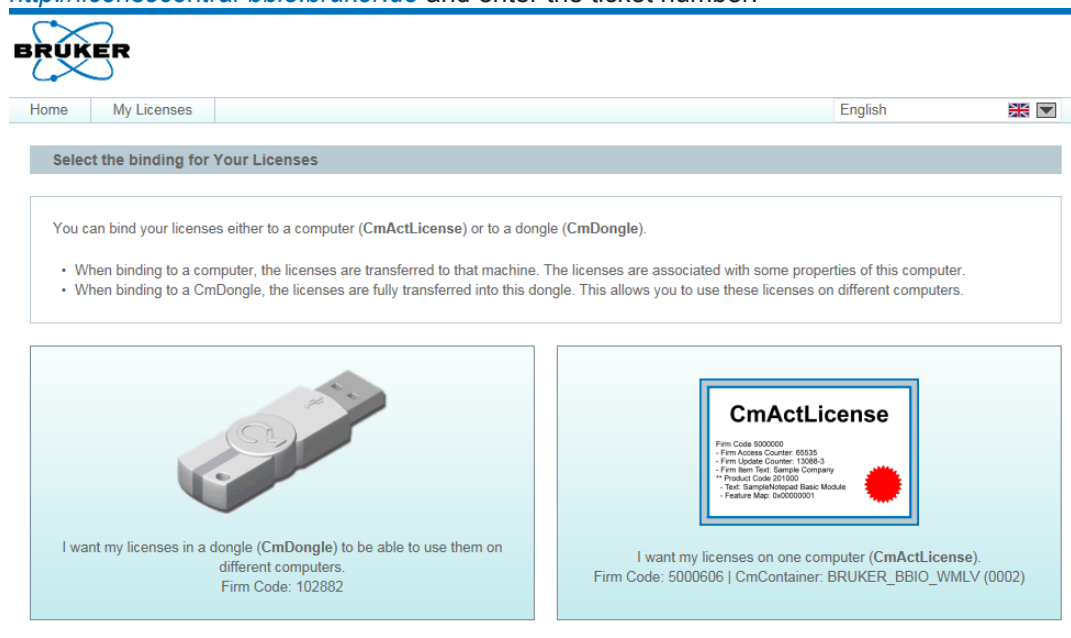 http://licensecentral-bbio.bruker.de and enter the ticket number.
BRUKER
Home My Licenses English
Select the binding for Your Licenses
You can bind your licenses either to a computer (CmActLicense) or to a dongle (CmDongle).
• When binding to a computer, the licenses are transferred to that machine. The licenses are associated with some properties of this computer.
• When binding to a CmDongle, the licenses are fully transferred into this dongle. This allows you to use these licenses on different computers.
I want my licenses in a dongle (CmDongle) to be able to use them on
different computers.
Firm Code: 102882
CmActLicense
Firm Code 5000000
- Firm Access Counter: 65535
- Firm Update Counter: 13088-3
- Firm Item Text: Sample Company
** Product Code 201000
- Text: SampleNotepad Basic Module
- Feature Map: 0x00000001
I want my licenses on one computer (CmActLicense).
Firm Code: 5000606 | CmContainer: BRUKER_BBIO_WMLV (0002)